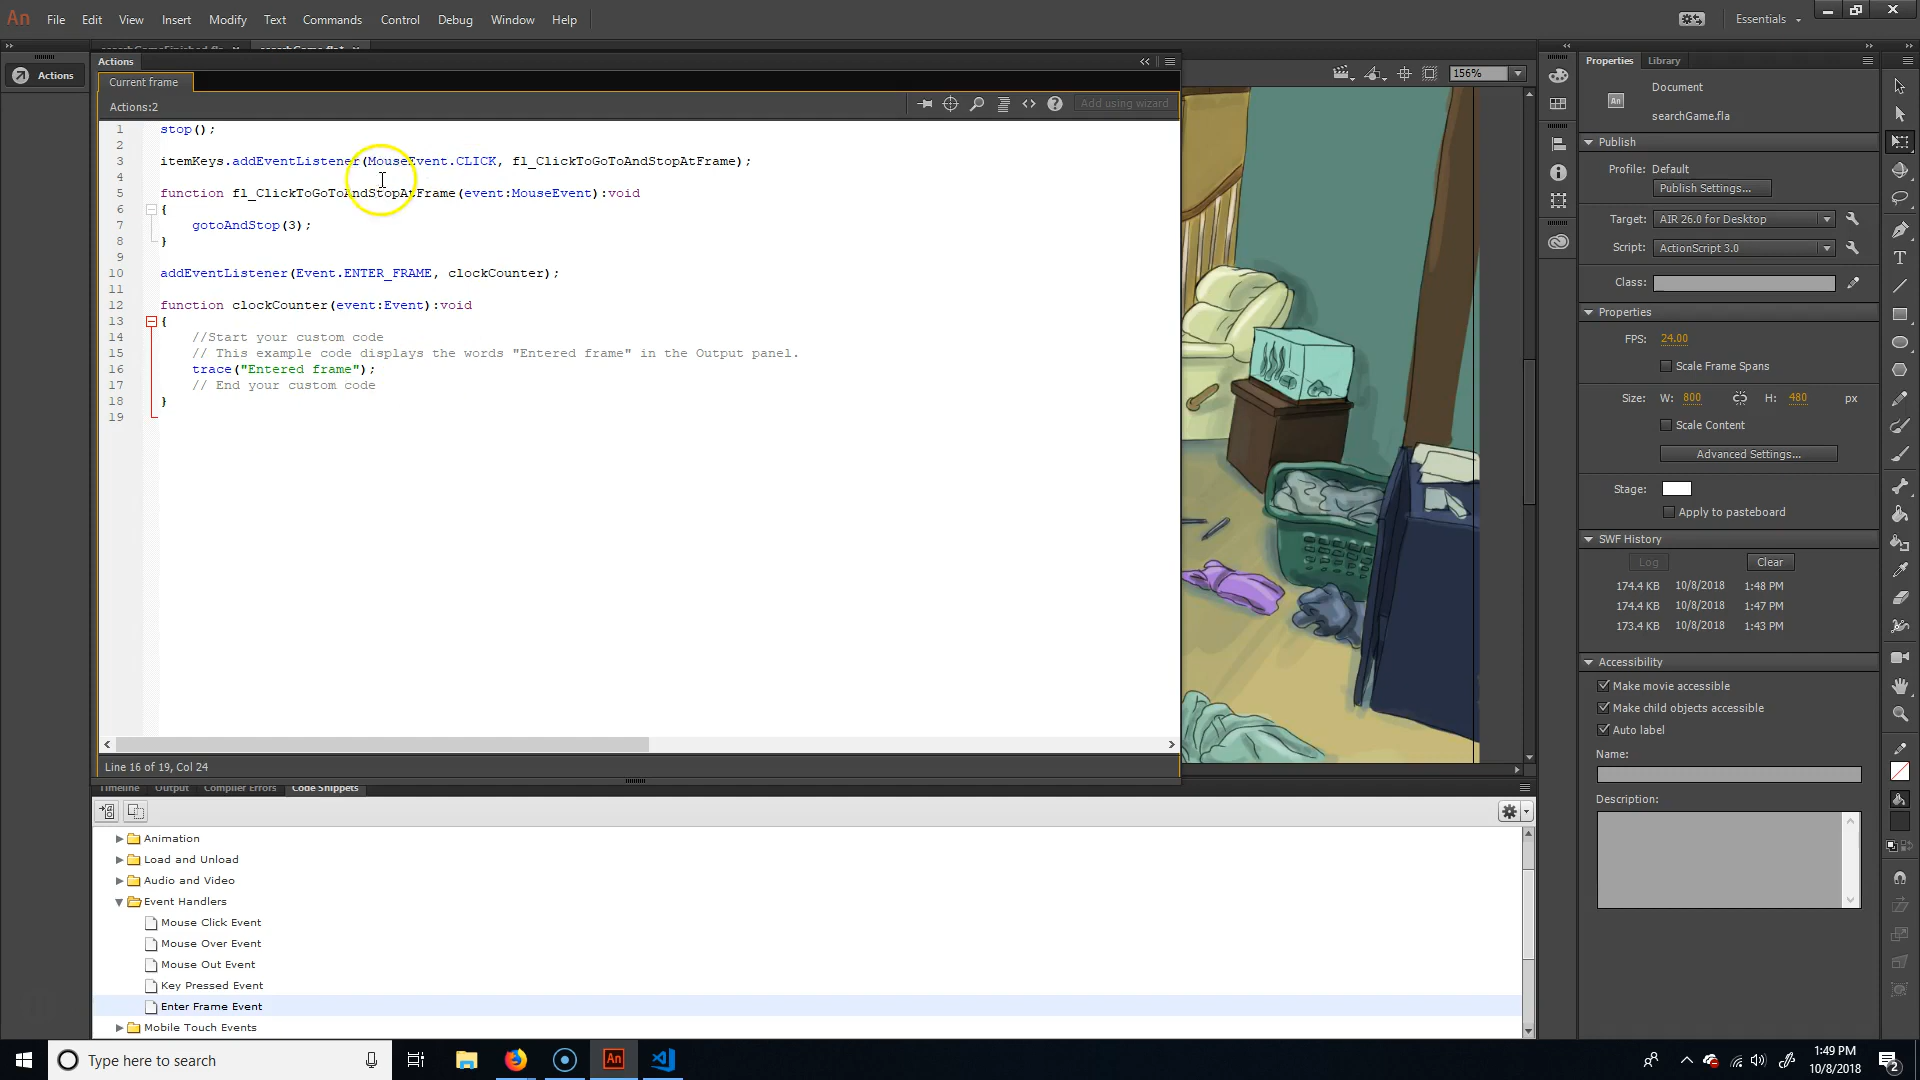 An File Edit View Insert Modify Text Commands Control Debug Window Help Essentials
searchGameFinished.fla × searchGame.fla* ×
Actions
Actions
Current frame
Actions:2
Add using wizard
1 stop();
2
3 itemKeys.addEventListener(MouseEvent.CLICK, fl_ClickToGoToAndStopAtFrame);
4
5 function fl_ClickToGoToAndStopAtFrame(event:MouseEvent):void
6 {
7 gotoAndStop(3);
8 }
9
10 addEventListener(Event.ENTER_FRAME, clockCounter);
11
12 function clockCounter(event:Event):void
13 {
14 //Start your custom code
15 // This example code displays the words "Entered frame" in the Output panel.
16 trace("Entered frame");
17 // End your custom code
18 }
19
Line 16 of 19, Col 24
156%
Timeline Output Compiler Errors Code Snippets
Animation
Load and Unload
Audio and Video
Event Handlers
Mouse Click Event
Mouse Over Event
Mouse Out Event
Key Pressed Event
Enter Frame Event
Mobile Touch Events
Properties Library
Document
An searchGame.fla
Publish
Profile: Default
Publish Settings...
Target: AIR 26.0 for Desktop
Script: ActionScript 3.0
Class:
Properties
FPS: 24.00
Scale Frame Spans
Size: W: 800 H: 480 px
Scale Content
Advanced Settings...
Stage:
Apply to pasteboard
SWF History
Log Clear
174.4 KB 10/8/2018 1:48 PM
174.4 KB 10/8/2018 1:47 PM
173.4 KB 10/8/2018 1:43 PM
Accessibility
Make movie accessible
Make child objects accessible
Auto label
Name:
Description:
Type here to search
An
1:49 PM
10/8/2018
2